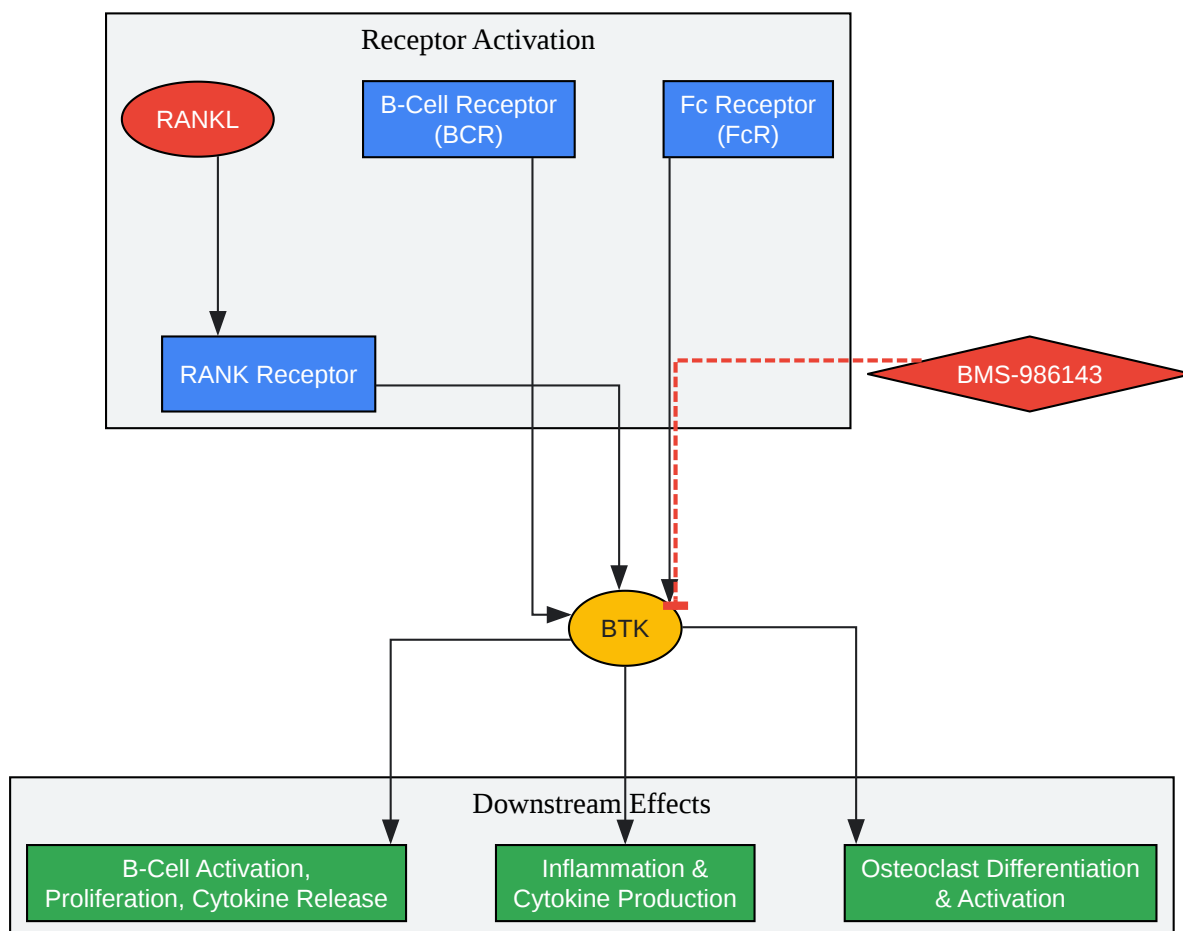 Receptor Activation
RANKL
B-Cell Receptor
(BCR)
Fc Receptor
(FcR)
RANK Receptor
BMS-986143
BTK
Downstream Effects
B-Cell Activation,
Proliferation, Cytokine Release
Inflammation &
Cytokine Production
Osteoclast Differentiation
& Activation